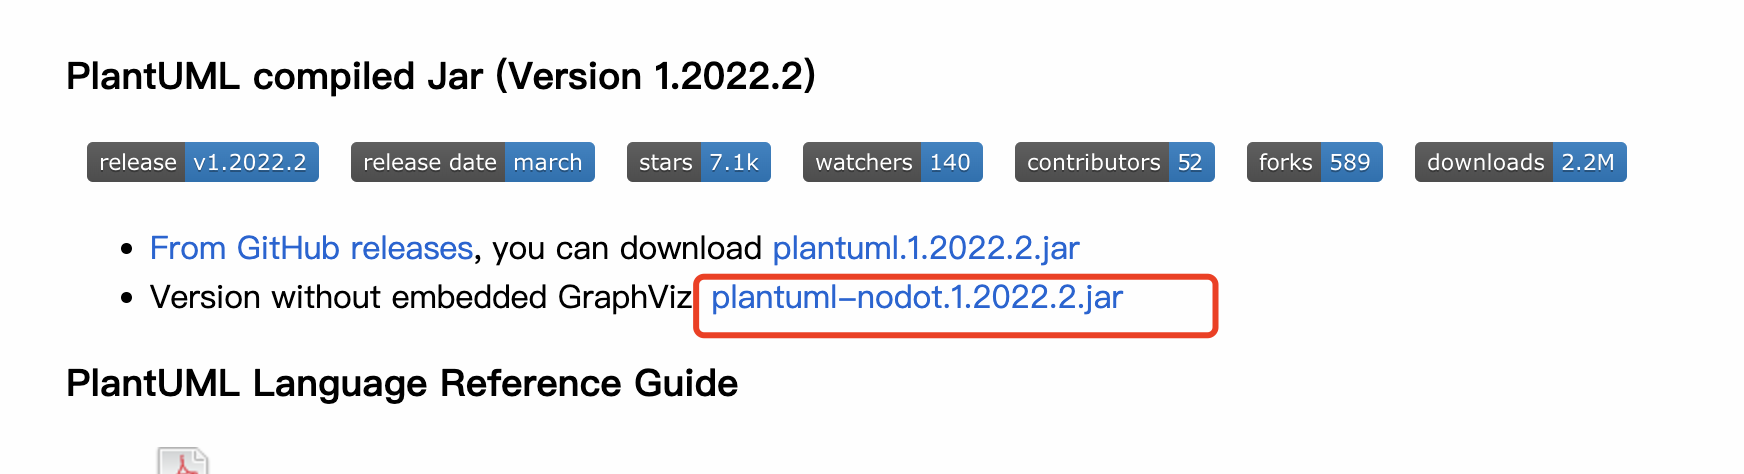 PlantUML compiled Jar (Version 1.2022.2)
release v1.2022.2 release date march stars 7.1k watchers 140 contributors 52 forks 589 downloads 2.2M
• From GitHub releases, you can download plantuml.1.2022.2.jar
• Version without embedded GraphViz plantuml-nodot.1.2022.2.jar
PlantUML Language Reference Guide